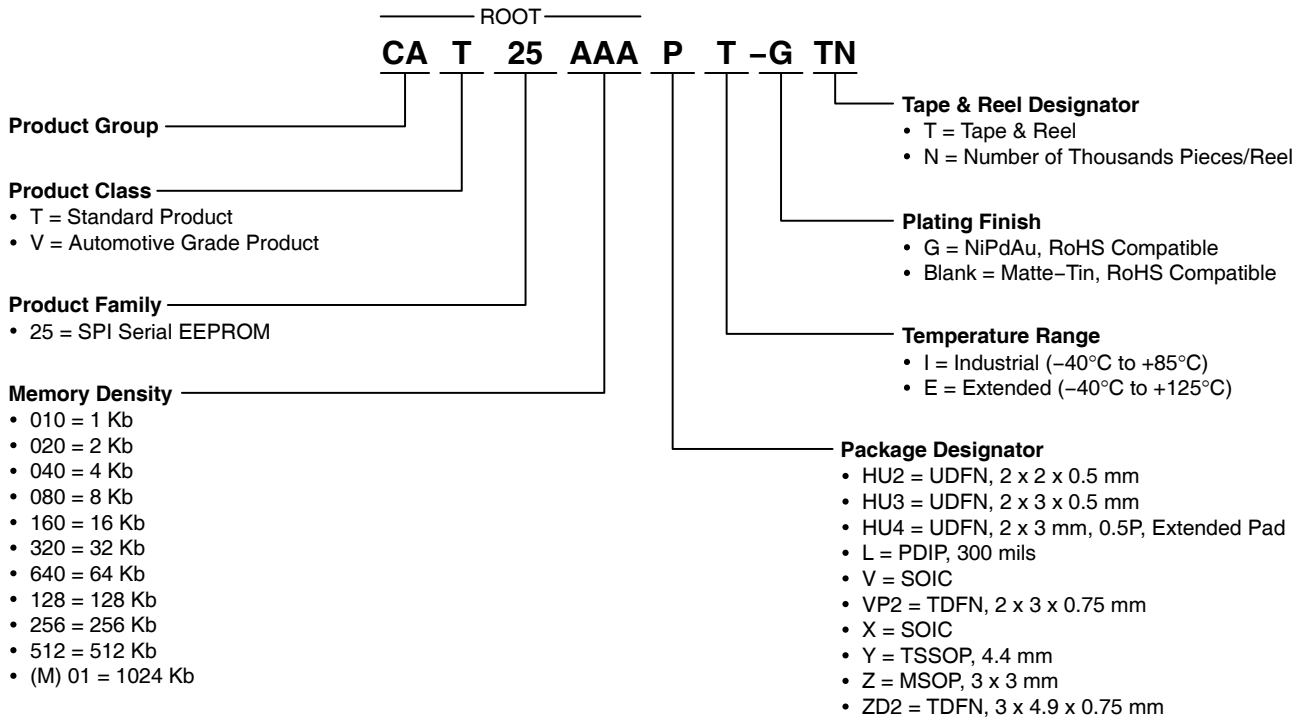 ROOT
CA T 25 AAA P T –G TN
Product Group
Product Class
• T = Standard Product
• V = Automotive Grade Product
Product Family
• 25 = SPI Serial EEPROM
Memory Density
• 010 = 1 Kb
• 020 = 2 Kb
• 040 = 4 Kb
• 080 = 8 Kb
• 160 = 16 Kb
• 320 = 32 Kb
• 640 = 64 Kb
• 128 = 128 Kb
• 256 = 256 Kb
• 512 = 512 Kb
• (M) 01 = 1024 Kb
Tape & Reel Designator
• T = Tape & Reel
• N = Number of Thousands Pieces/Reel
Plating Finish
• G = NiPdAu, RoHS Compatible
• Blank = Matte–Tin, RoHS Compatible
Temperature Range
• I = Industrial (–40°C to +85°C)
• E = Extended (–40°C to +125°C)
Package Designator
• HU2 = UDFN, 2 x 2 x 0.5 mm
• HU3 = UDFN, 2 x 3 x 0.5 mm
• HU4 = UDFN, 2 x 3 mm, 0.5P, Extended Pad
• L = PDIP, 300 mils
• V = SOIC
• VP2 = TDFN, 2 x 3 x 0.75 mm
• X = SOIC
• Y = TSSOP, 4.4 mm
• Z = MSOP, 3 x 3 mm
• ZD2 = TDFN, 3 x 4.9 x 0.75 mm